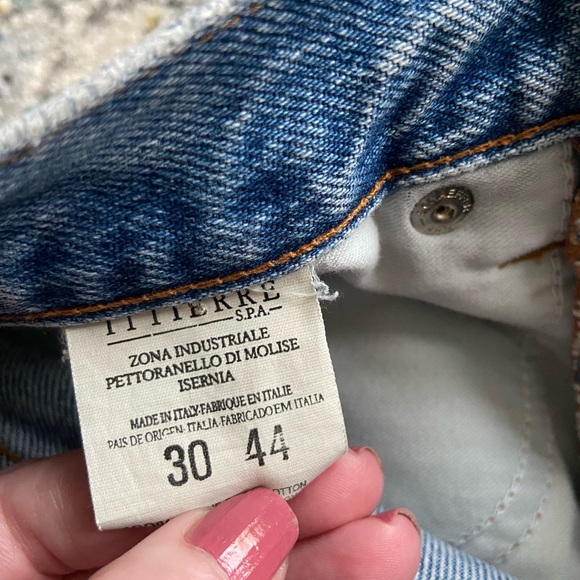 ITTIERRE
S.P.A.
ZONA INDUSTRIALE
PETTORANELLO DI MOLISE
ISERNIA
MADE IN ITALY-FABRIQUE EN ITALIE
PAIS DE ORIGEN-ITALIA-FABRICADO EM ITALIA
30 44
COTTON